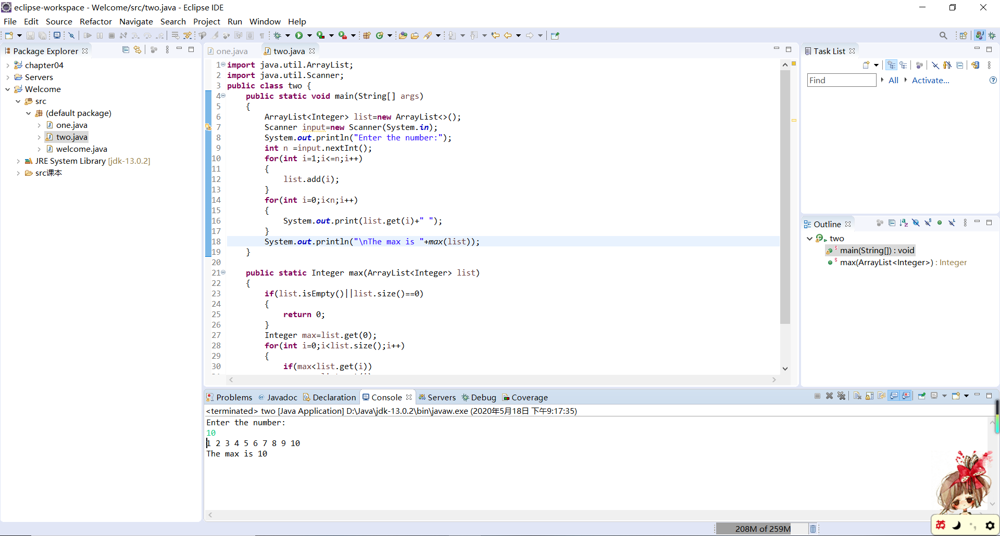 eclipse-workspace - Welcome/src/two.java - Eclipse IDE
File Edit Source Refactor Navigate Search Project Run Window Help
Package Explorer
chapter04
Servers
Welcome
src
(default package)
one.java
two.java
welcome.java
JRE System Library [jdk-13.0.2]
src课本
one.java
two.java
1 import java.util.ArrayList;
2 import java.util.Scanner;
3 public class two {
4 public static void main(String[] args)
5 {
6 ArrayList<Integer> list=new ArrayList<>();
7 Scanner input=new Scanner(System.in);
8 System.out.println("Enter the number:");
9 int n =input.nextInt();
10 for(int i=1;i<=n;i++)
11 {
12 list.add(i);
13 }
14 for(int i=0;i<n;i++)
15 {
16 System.out.print(list.get(i)+" ");
17 }
18 System.out.println("\nThe max is "+max(list));
19 }
20
21 public static Integer max(ArrayList<Integer> list)
22 {
23 if(list.isEmpty()||list.size()==0)
24 {
25 return 0;
26 }
27 Integer max=list.get(0);
28 for(int i=0;i<list.size();i++)
29 {
30 if(max<list.get(i))
Task List
Find
All
Activate...
Outline
two
main(String[]) : void
max(ArrayList<Integer>) : Integer
Problems
Javadoc
Declaration
Console
Servers
Debug
Coverage
<terminated> two [Java Application] D:\Java\jdk-13.0.2\bin\javaw.exe (2020年5月18日 下午9:17:35)
Enter the number:
10
1 2 3 4 5 6 7 8 9 10
The max is 10
208M of 259M
英